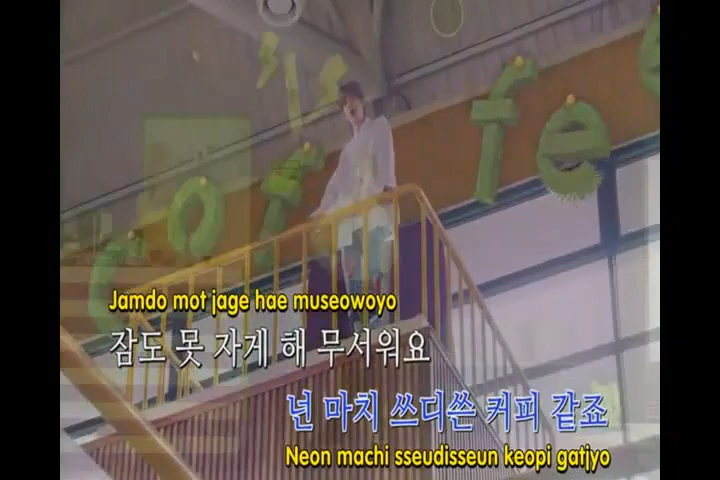 coffee
Jamdo mot jage hae museowoyo
잠도 못 자게 해 무서워요
넌 마치 쓰디쓴 커피 같죠
Neon machi sseudisseun keopi gatjyo